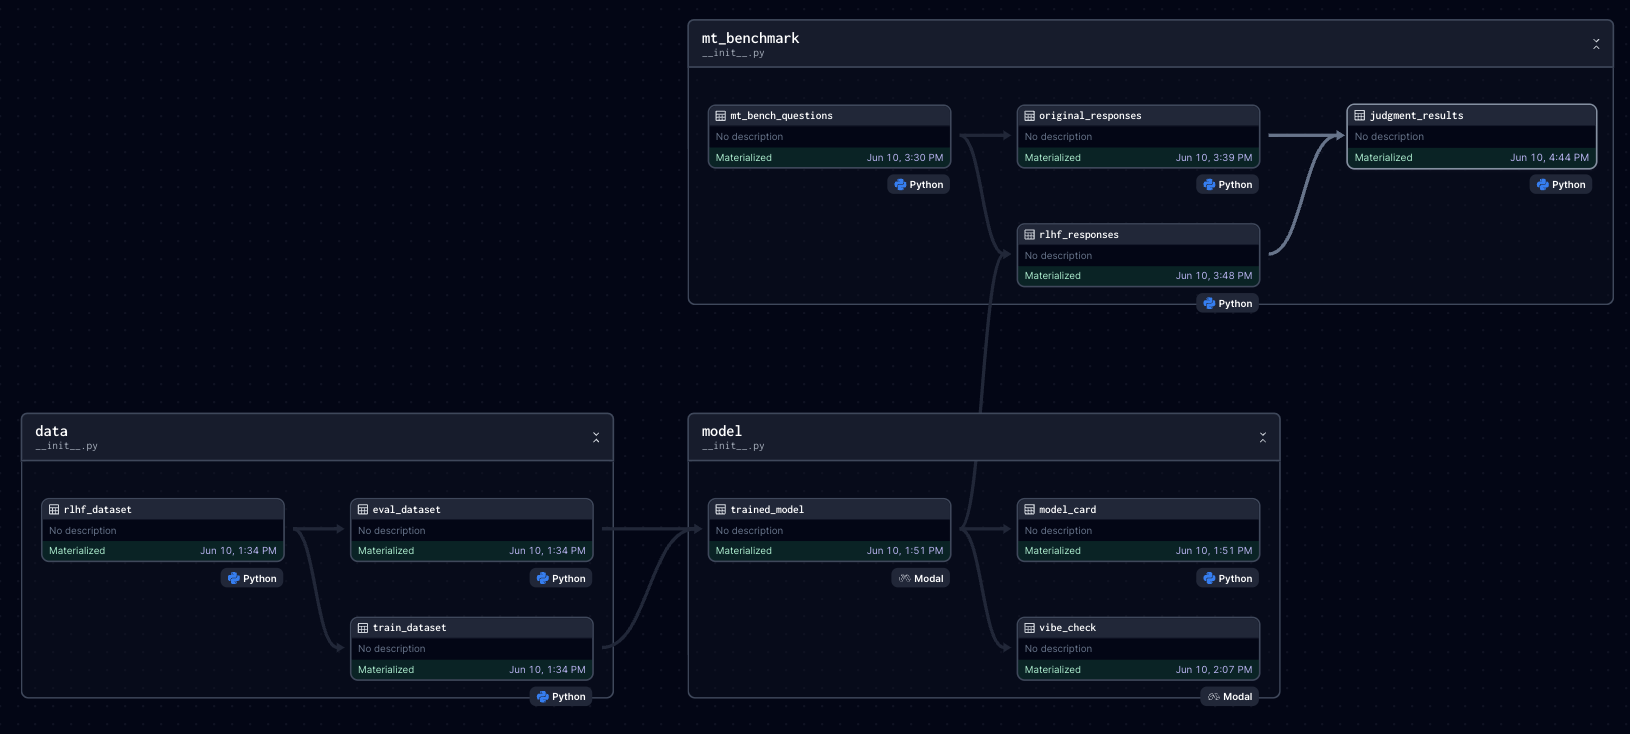 mt_benchmark
__init__.py
mt_bench_questions
No description
Materialized Jun 10, 3:30 PM
Python
original_responses
No description
Materialized Jun 10, 3:39 PM
Python
judgment_results
No description
Materialized Jun 10, 4:44 PM
Python
rlhf_responses
No description
Materialized Jun 10, 3:48 PM
Python
data
__init__.py
rlhf_dataset
No description
Materialized Jun 10, 1:34 PM
Python
eval_dataset
No description
Materialized Jun 10, 1:34 PM
Python
train_dataset
No description
Materialized Jun 10, 1:34 PM
Python
model
__init__.py
trained_model
No description
Materialized Jun 10, 1:51 PM
Modal
model_card
No description
Materialized Jun 10, 1:51 PM
Python
vibe_check
No description
Materialized Jun 10, 2:07 PM
Modal